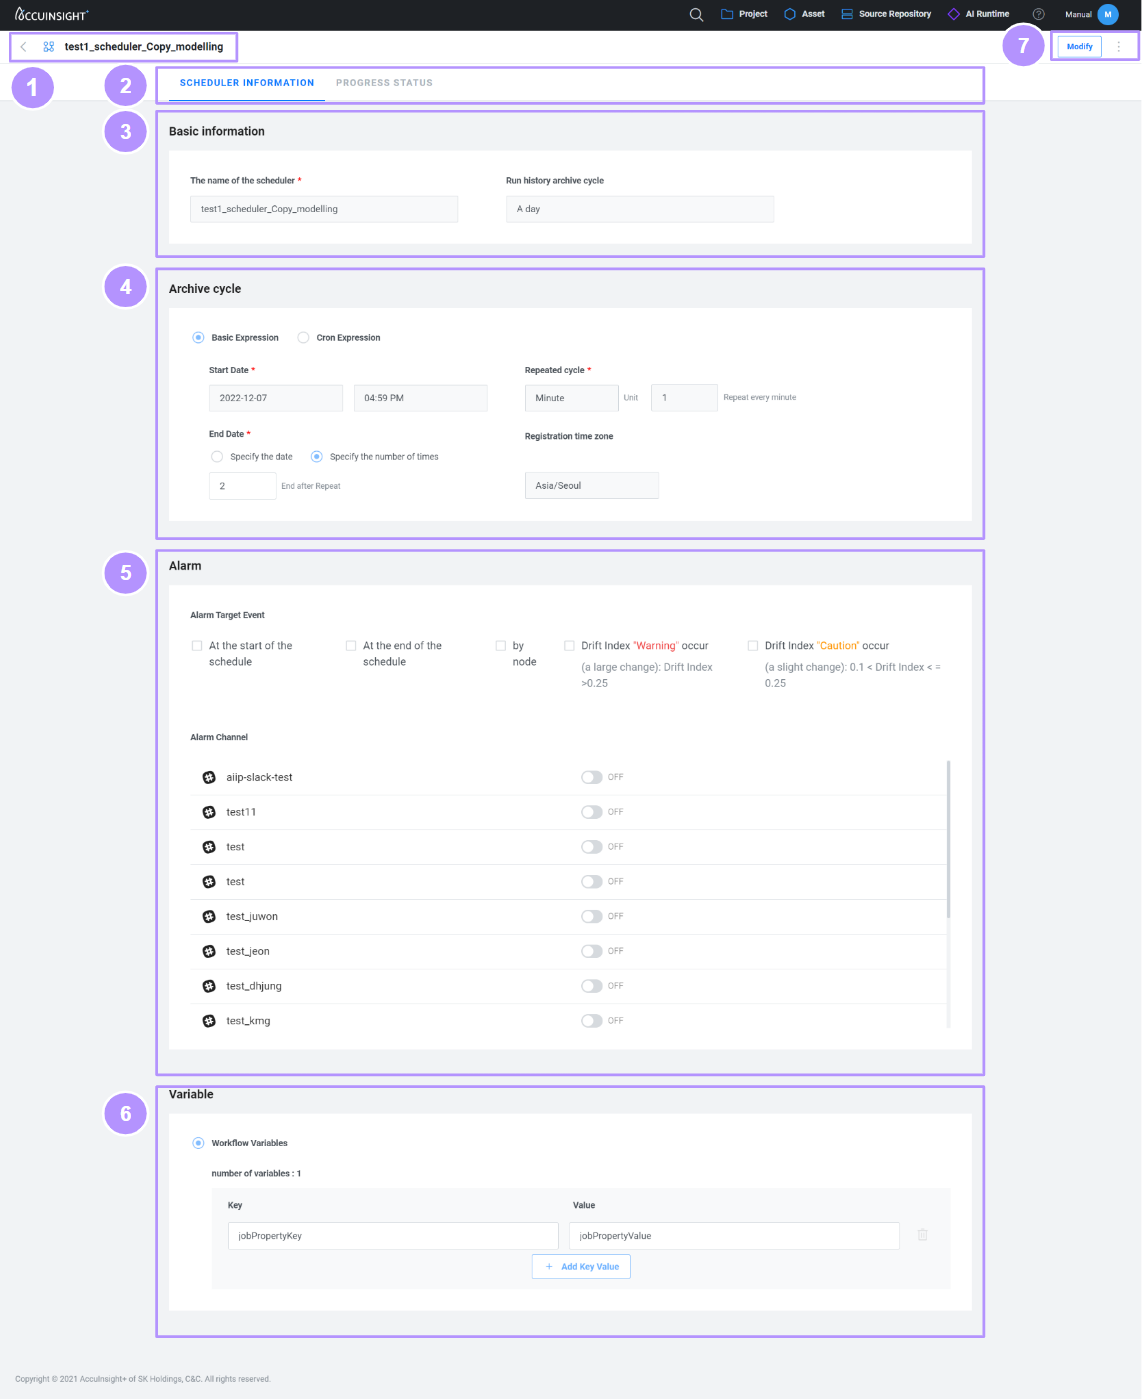 ACCUINSIGHT+
Project
Asset
Source Repository
AI Runtime
?
Manual
M
test1_scheduler_Copy_modelling
7
Modify
1
2
SCHEDULER INFORMATION
PROGRESS STATUS
3
Basic information
The name of the scheduler *
Run history archive cycle
test1_scheduler_Copy_modelling
A day
4
Archive cycle
Basic Expression
Cron Expression
Start Date *
Repeated cycle *
2022-12-07
04:59 PM
Minute
Unit
1
Repeat every minute
End Date *
Registration time zone
Specify the date
Specify the number of times
2
End after Repeat
Asia/Seoul
5
Alarm
Alarm Target Event
At the start of the
schedule
At the end of the
schedule
by
node
Drift Index "Warning" occur
(a large change): Drift Index
>0.25
Drift Index "Caution" occur
(a slight change): 0.1 < Drift Index < =
0.25
Alarm Channel
aiip-slack-test
OFF
test11
OFF
test
OFF
test
OFF
test_juwon
OFF
test_jeon
OFF
test_dhjung
OFF
test_kmg
OFF
6
Variable
Workflow Variables
number of variables : 1
Key
Value
jobPropertyKey
jobPropertyValue
+ Add Key Value
Copyright © 2021 AccuInsight+ of SK Holdings, C&C. All rights reserved.